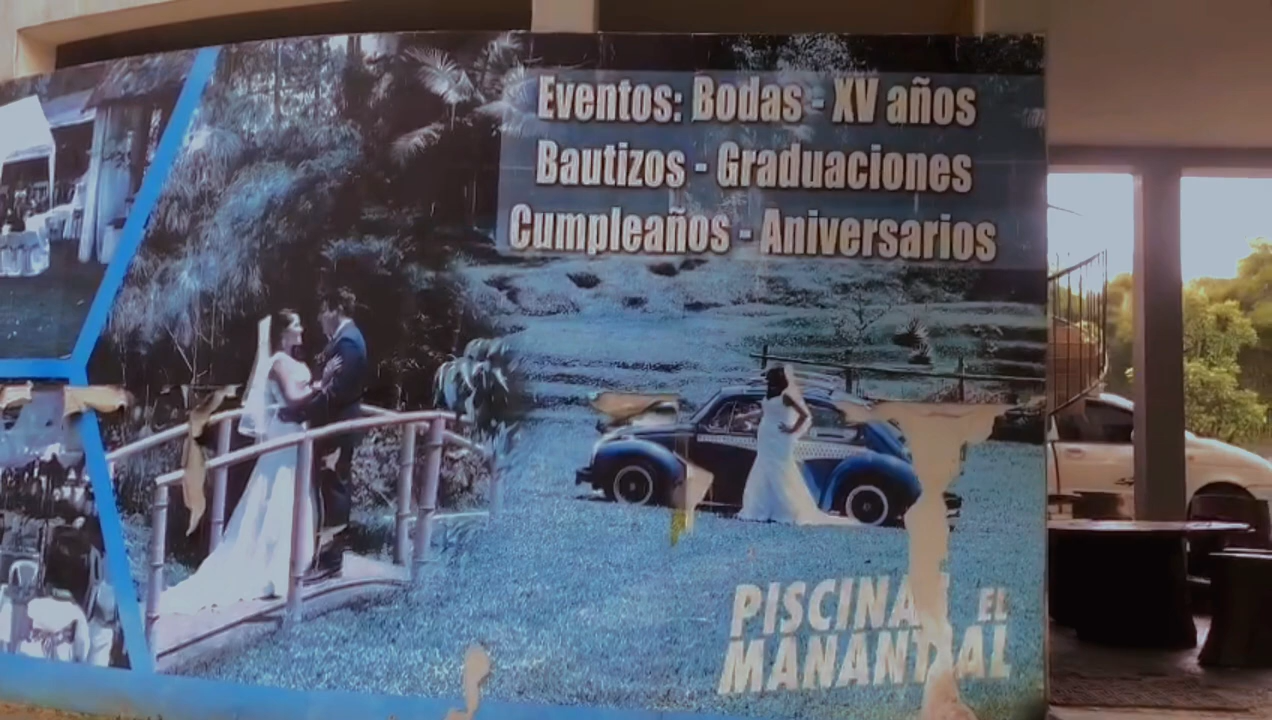 Eventos: Bodas - XV años
Bautizos - Graduaciones
Cumpleaños - Aniversarios
PISCINA EL
MANANTIAL